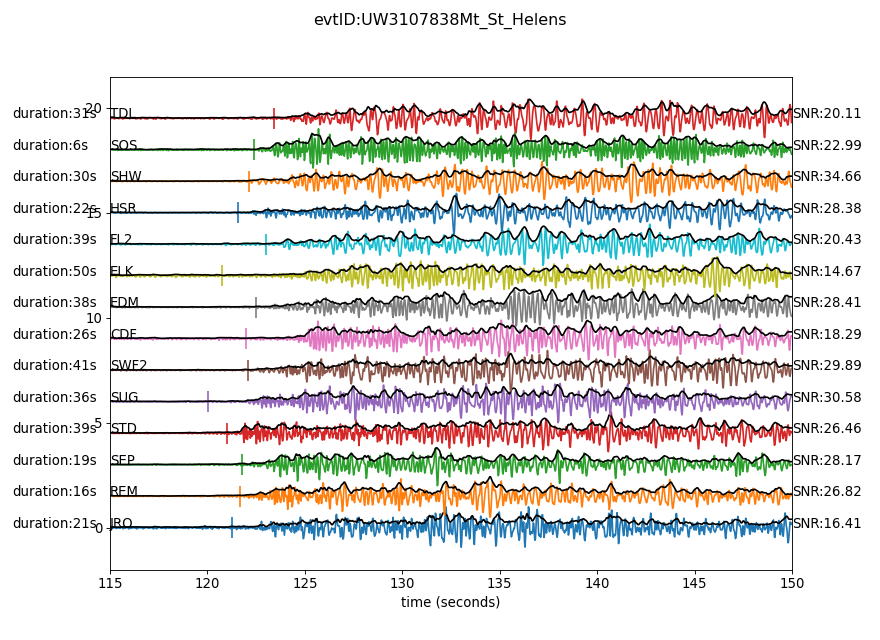 evtID:UW3107838Mt_St_Helens
20
duration:31s TDL SNR:20.11
duration:6s SOS SNR:22.99
duration:30s SHW SNR:34.66
duration:22s HSR SNR:28.38
15
duration:39s FL2 SNR:20.43
duration:50s ELK SNR:14.67
duration:38s EDM SNR:28.41
10
duration:26s CDF SNR:18.29
duration:41s SWF2 SNR:29.89
duration:36s SUG SNR:30.58
5
duration:39s STD SNR:26.46
duration:19s SEP SNR:28.17
duration:16s REM SNR:26.82
duration:21s JRO SNR:16.41
0
115 120 125 130 135 140 145 150
time (seconds)